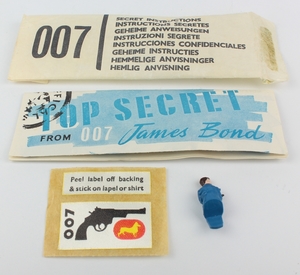 007
SECRET INSTRUCTIONS
INSTRUCTIONS SECRETES
GEHEIME ANWEISUNGEN
INSTRUZIONI SEGRETE
INSTRUCCIONES CONFIDENCIALES
GEHEIME INSTRUCTIES
HEMMELIGE ANVISNINGER
HEMLIG ANVISNING
TOP SECRET
FROM 007 James Bond
Peel label off backing
& stick on lapel or shirt
007